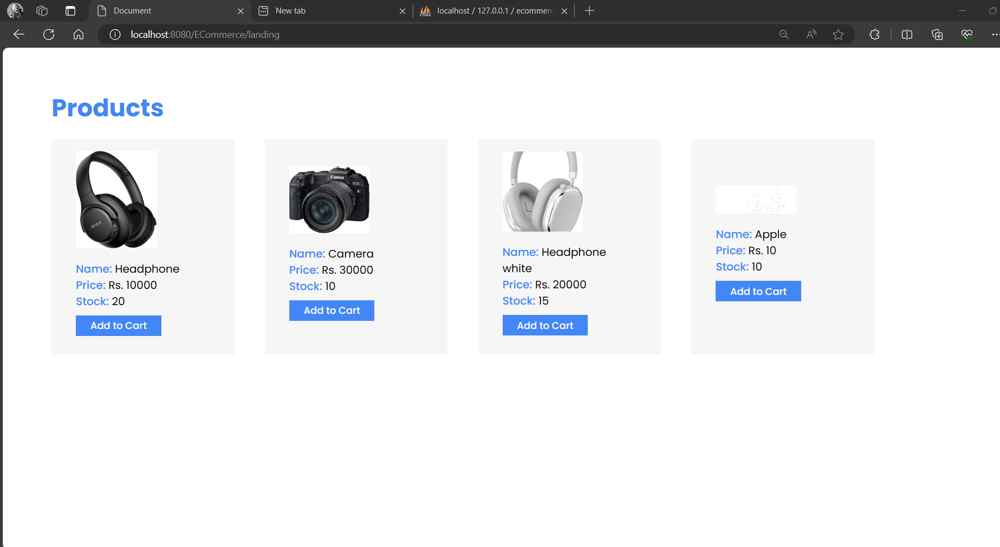 Document
New tab
localhost / 127.0.0.1 / ecommerc
localhost:8080/ECommerce/landing
Products
KVIDIO
Name: Headphone
Price: Rs. 10000
Stock: 20
Add to Cart
Canon
EOS
R
Name: Camera
Price: Rs. 30000
Stock: 10
Add to Cart
L
Name: Headphone
white
Price: Rs. 20000
Stock: 15
Add to Cart
Name: Apple
Price: Rs. 10
Stock: 10
Add to Cart